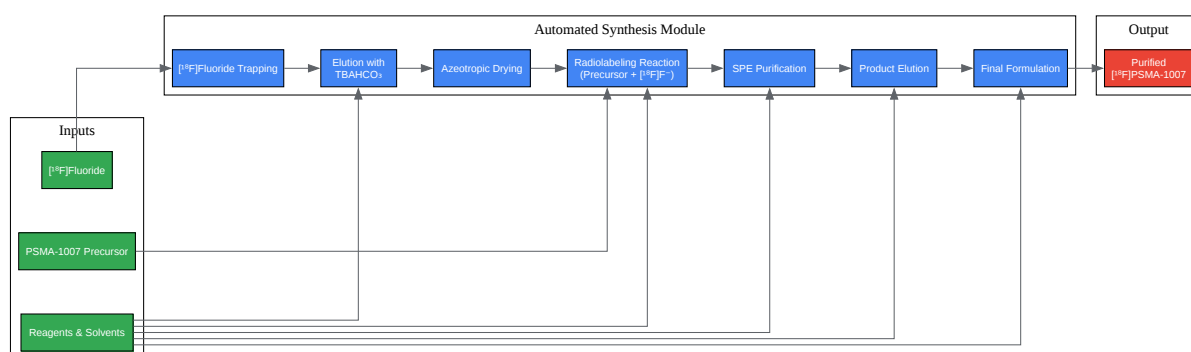 Automated Synthesis Module
Output
[¹⁸F]Fluoride Trapping
Elution with
TBAHCO₃
Azeotropic Drying
Radiolabeling Reaction
(Precursor + [¹⁸F]F⁻)
SPE Purification
Product Elution
Final Formulation
Purified
[¹⁸F]PSMA-1007
Inputs
[¹⁸F]Fluoride
PSMA-1007 Precursor
Reagents & Solvents